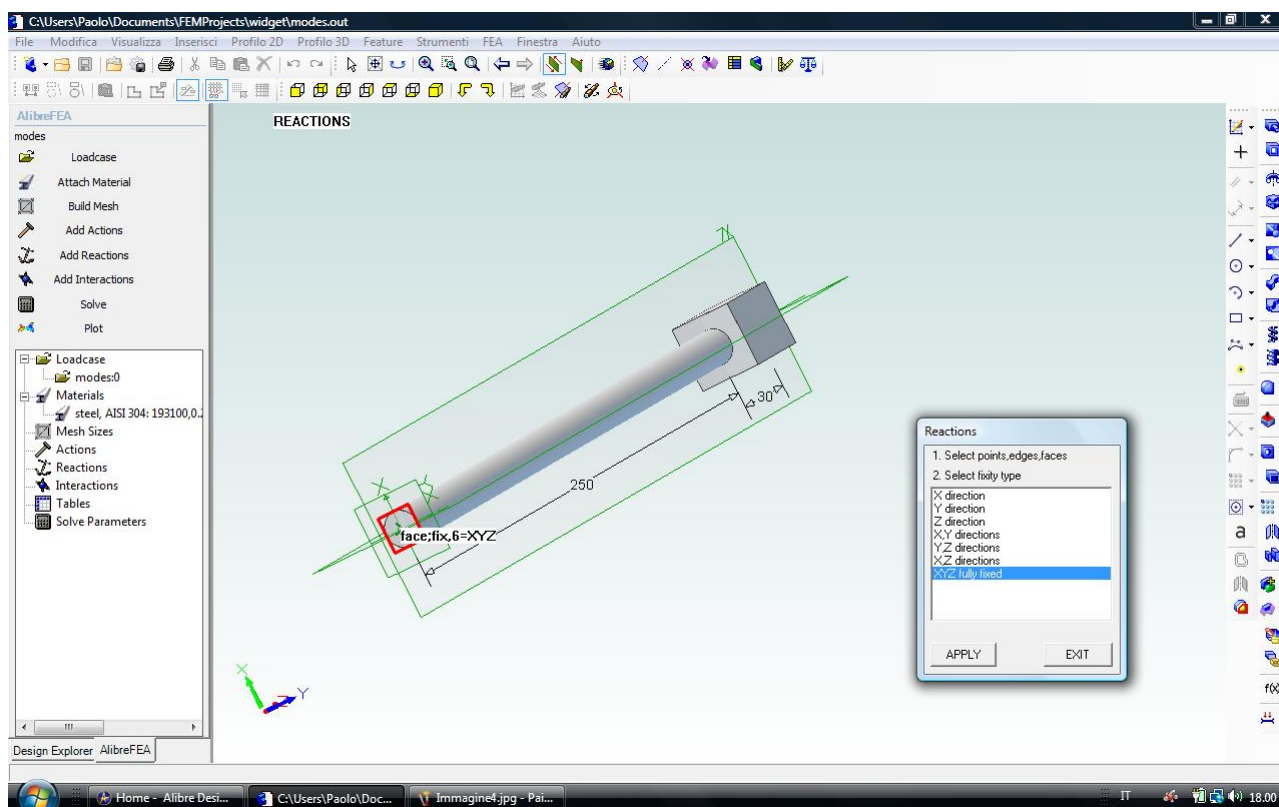 C:\Users\Paolo\Documents\FEMProjects\widget\modes.out
File Modifica Visualizza Inserisci Profilo 2D Profilo 3D Feature Strumenti FEA Finestra Aiuto
AlibreFEA
modes
Loadcase
Attach Material
Build Mesh
Add Actions
Add Reactions
Add Interactions
Solve
Plot
Loadcase
modes:0
Materials
steel, AISI 304: 193100,0.
Mesh Sizes
Actions
Reactions
Interactions
Tables
Solve Parameters
Design Explorer AlibreFEA
REACTIONS
Z
30
250
X Y
face;fix,6=XYZ
X
Z Y
Reactions
1. Select points,edges,faces
2. Select fixity type
X direction
Y direction
Z direction
X,Y directions
Y,Z directions
X,Z directions
XYZ fully fixed
APPLY EXIT
a
f(x)
Home - Alibre Desi... C:\Users\Paolo\Doc... Immagine4.jpg - Pai... IT 18.00